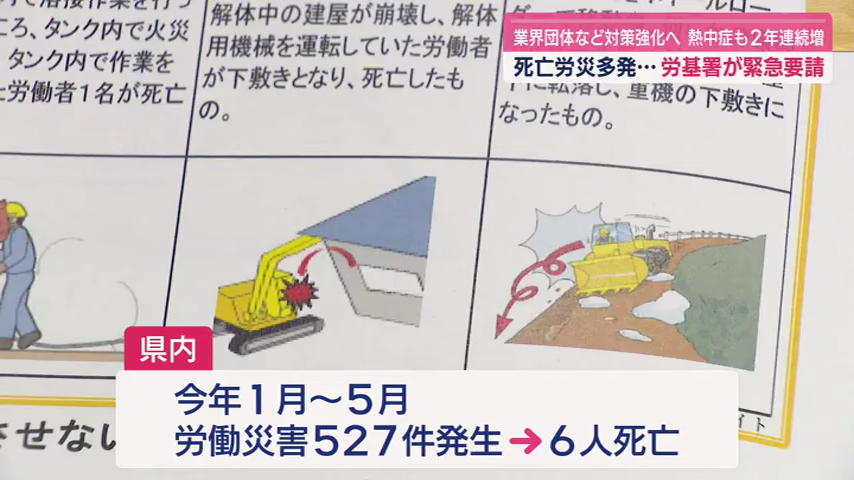 業界団体など対策強化へ 熱中症も2年連続増
死亡労災多発… 労基署が緊急要請
ころ、タンク内で火災
タンク内で作業を
労働者1名が死亡
解体中の建屋が崩壊し、解体
用機械を運転していた労働者
が下敷きとなり、死亡したも
の。
に転落し、重機の下敷きに
なったもの。
県内
今年1月～5月
労働災害527件発生➜6人死亡
させない
イト